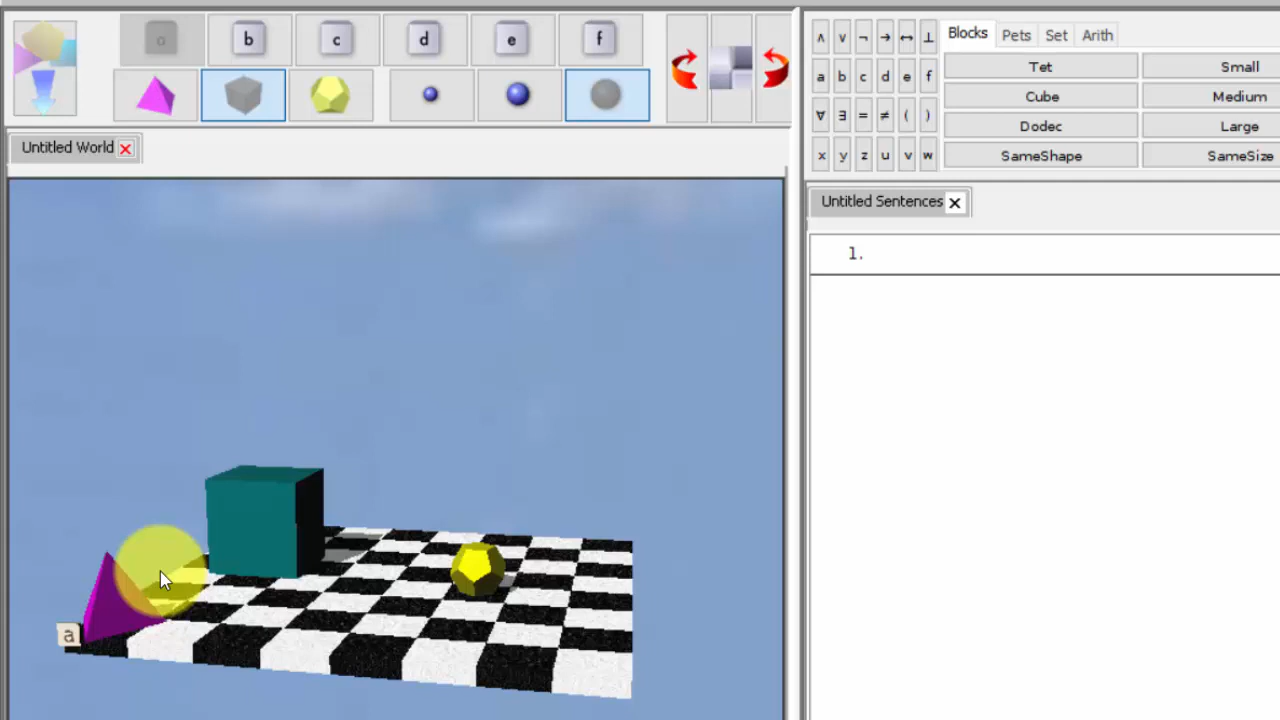 a b c d e f
Untitled World
a
∧ ∨ ¬ → ↔ ⊥
a b c d e f
∀ ∃ = ≠ ( )
x y z u v w
Blocks Pets Set Arith
Tet Small
Cube Medium
Dodec Large
SameShape SameSize
Untitled Sentences
1.